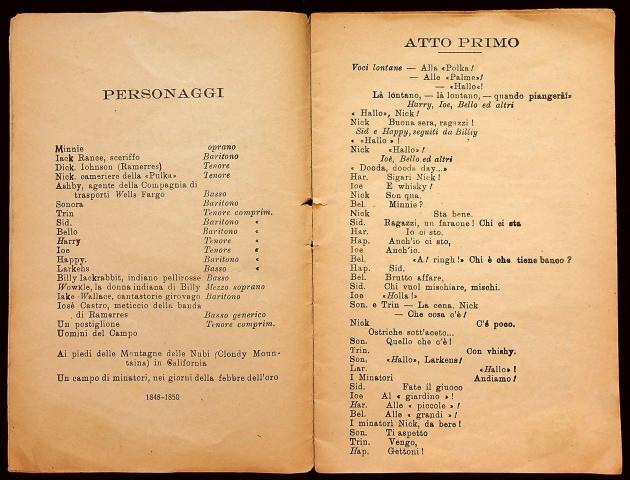 PERSONAGGI
Minnie oprano
Iack Rance, sceriffo Baritono
Dick. Iohnson (Ramerres) Tenore
Nick. cameriere della «Pulka» Tenore
Ashby, agente della Compagnia di
trasporti Wells Fargo Basso
Sonora Baritono
Trin Tenore comprim.
Sid. Baritono «
Bello Baritono «
Harry Tenore «
Ioe Tenore «
Happy. Baritono «
Larkens Basso «
Billy Iackrabbit, indiano pellirosse Basso
Wowkle, la donna indiana di Billy Mezzo soprano
Iake Wallace, cantastorie girovago Baritono
Iosè Castro, meticcio della banda
di Ramerres Basso generico
Un postiglione Tenore comprim.
Uomini del Campo
Ai piedi delle Montagne delle Nubi (Clondy Moun-
taina) in California
Un campo di minatori, nei giorni della febbre dell'oro
1848-1850
ATTO PRIMO
Voci lontane — Alla «Polka!
— Alle «Palme»!
— «Hallo«!
Là lontano, — là lontano, — quando piangerà!»
Harry, Ioe, Bello ed altri
« Hallo», Nick!
Nick Buona sera, ragazzi !
Sid e Happy, seguiti da Billiy
« «Hallo » !
Nick «Hallo» !
Ioè, Bello ed altri
« Dooda, dooda day...»
Har. Sigari Nick !
Ioe E whisky !
Nick Son qua.
Bel. Minnie ?
Nick Sta bene.
Sid. Ragazzi, un faraone ! Chi ci sta
Har. Io ci sto.
Hap. Anch'io ci sto,
Ioe Anch'io.
Bel. «A! ringh!» Chi è che tiene banco ?
Hap. Sid.
Bel. Brutto affare,
Sid. Chi vuol mischiare, mischi.
Ioe «Holla!»
Son. e Trin — La cena. Nick
— Che cosa c'è !
Nick C'é poco.
Ostriche sott'aceto...
Son. Quello che c'è !
Trin. Con vhisky.
Son. «Hallo», Larkens!
Lar. «Hallo» !
I Minatori Andiamo !
Sid. Fate il giuoco
Ioe Al « giardino » !
Har. Alle « piccole » !
Bel. Alle « grandi » !
I minatori Nick, da bere !
Son. Ti aspetto
Trin. Vengo,
Hap. Gettoni !